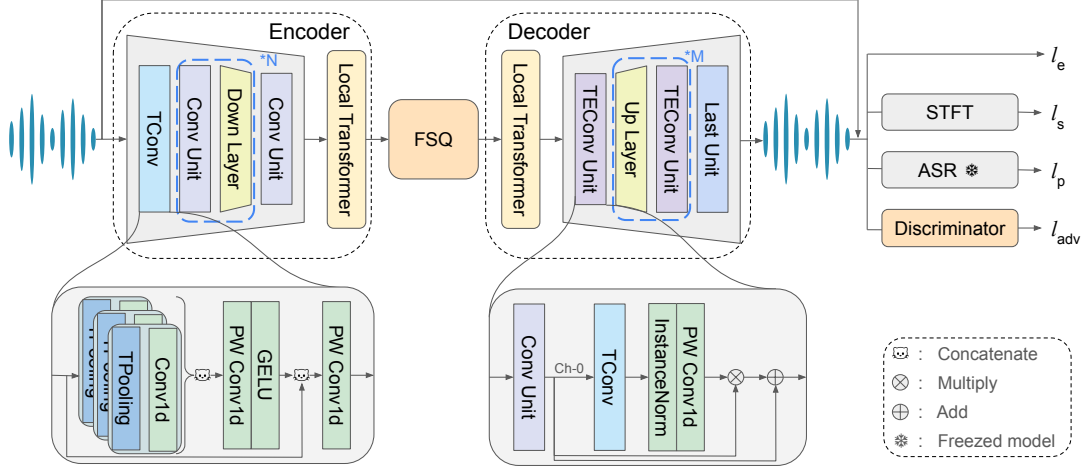 Encoder
Decoder
*N
*M
TConv
Conv Unit
Down Layer
Conv Unit
Local Transformer
FSQ
Local Transformer
TEConv Unit
Up Layer
TEConv Unit
Last Unit
l_e
STFT
l_s
ASR ❄
l_p
Discriminator
l_adv
TPooling
Conv1d
PW Conv1d
GELU
PW Conv1d
Conv Unit
Ch-0
TConv
InstanceNorm
PW Conv1d
: Concatenate
: Multiply
: Add
: Freezed model